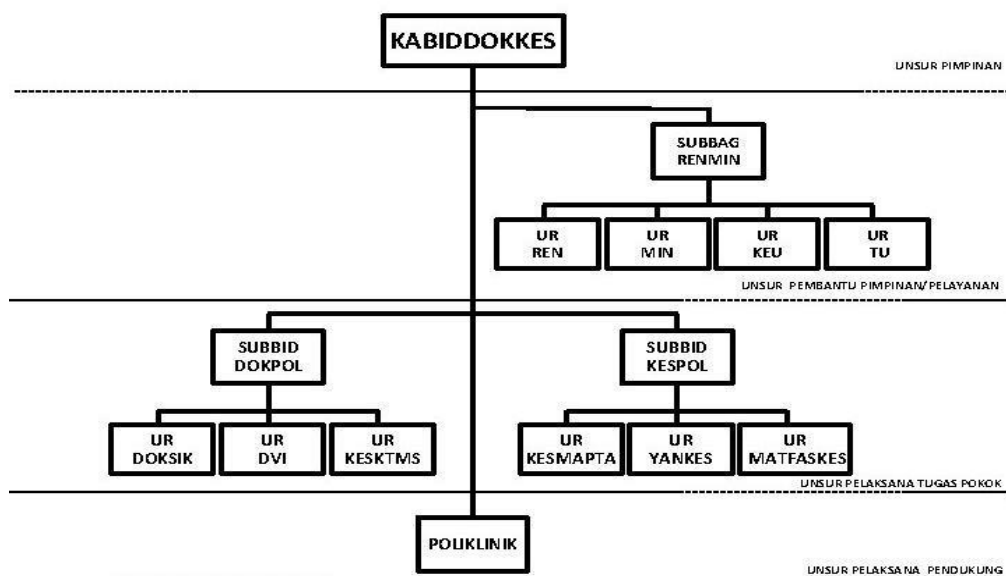 KABIDDOKKES
UNSUR PIMPINAN
SUBBAG
RENMIN
UR
REN
UR
MIN
UR
KEU
UR
TU
UNSUR PEMBANTU PIMPINAN/PELAYANAN
SUBBID
DOKPOL
SUBBID
KESPOL
UR
DOKSIK
UR
DVI
UR
KESKTMS
UR
KESMAPTA
UR
YANKES
UR
MATFASKES
UNSUR PELAKSANA TUGAS POKOK
POLIKLINIK
UNSUR PELAKSANA PENDUKUNG